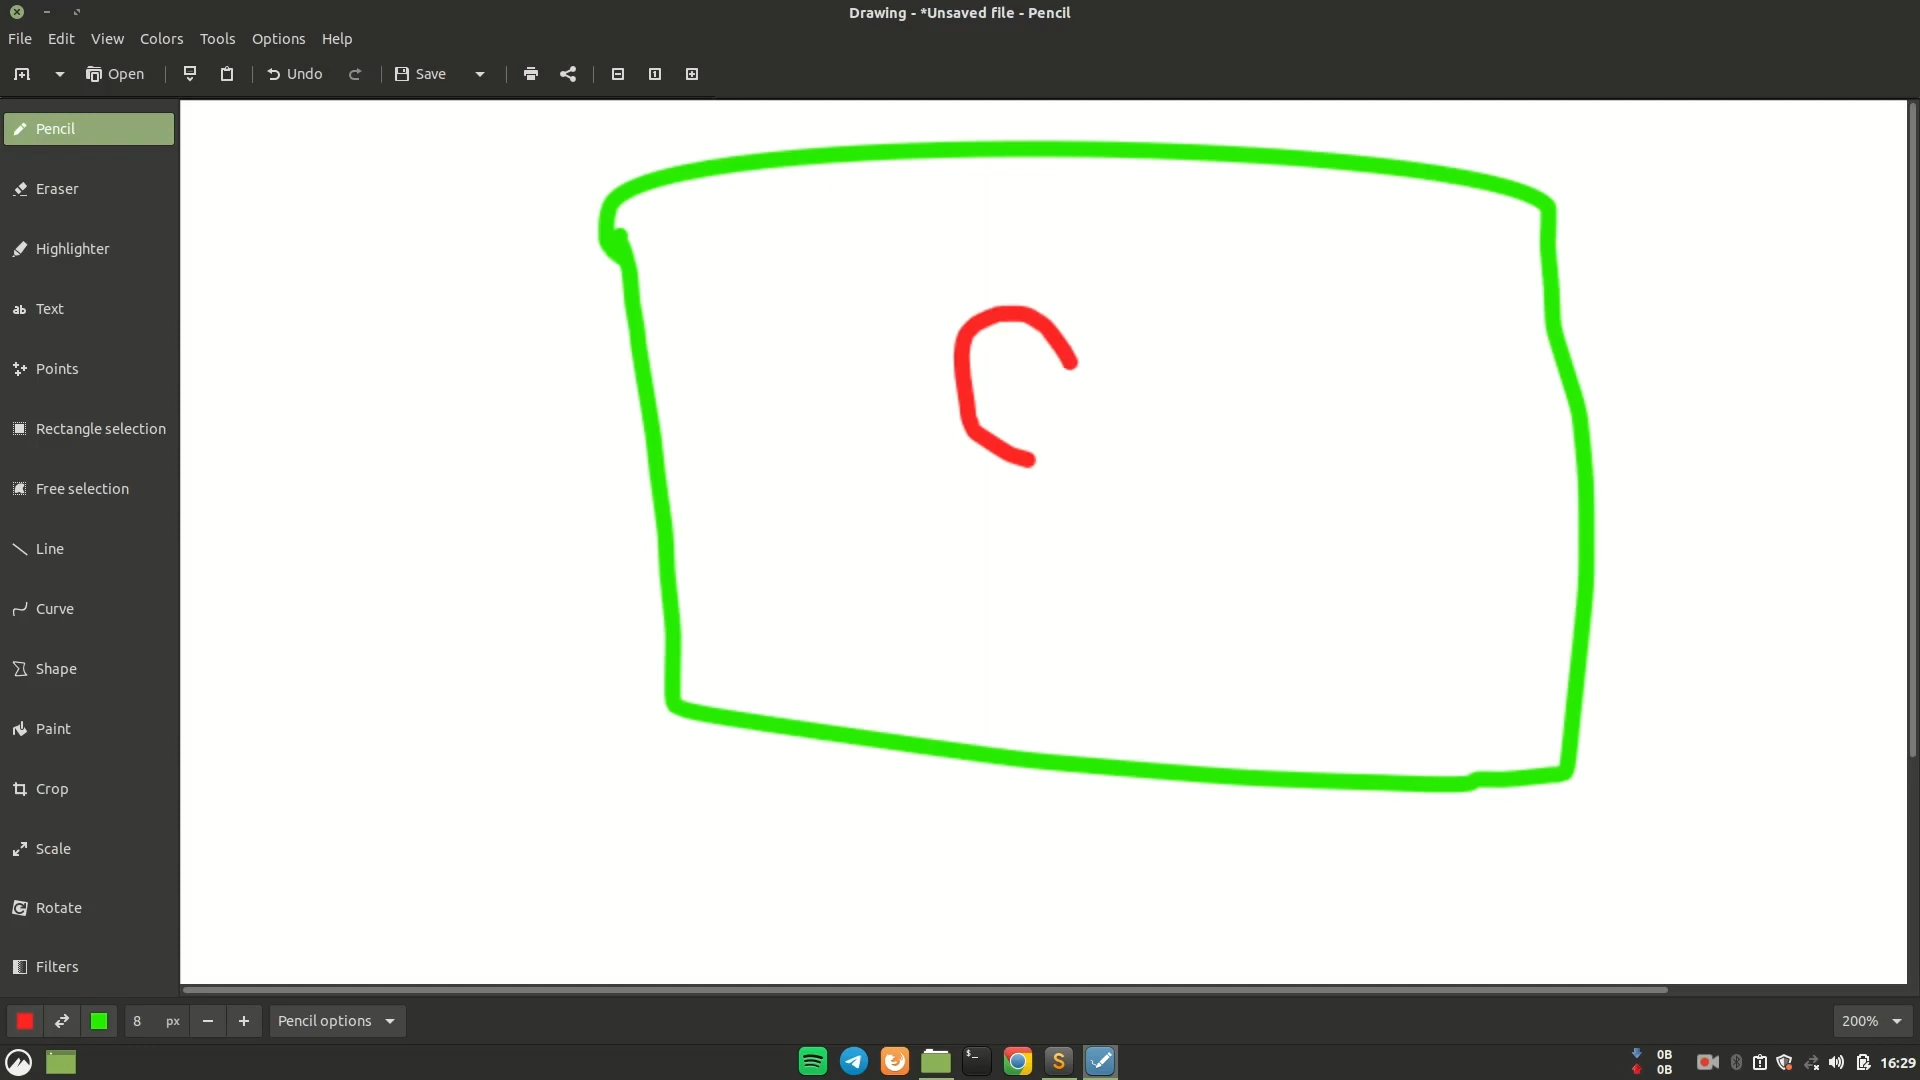 Drawing - *Unsaved file - Pencil
File Edit View Colors Tools Options Help
Open Undo Save
Pencil
Eraser
Highlighter
Text
Points
Rectangle selection
Free selection
Line
Curve
Shape
Paint
Crop
Scale
Rotate
Filters
C
8 px Pencil options 200%
0B
0B
16:29